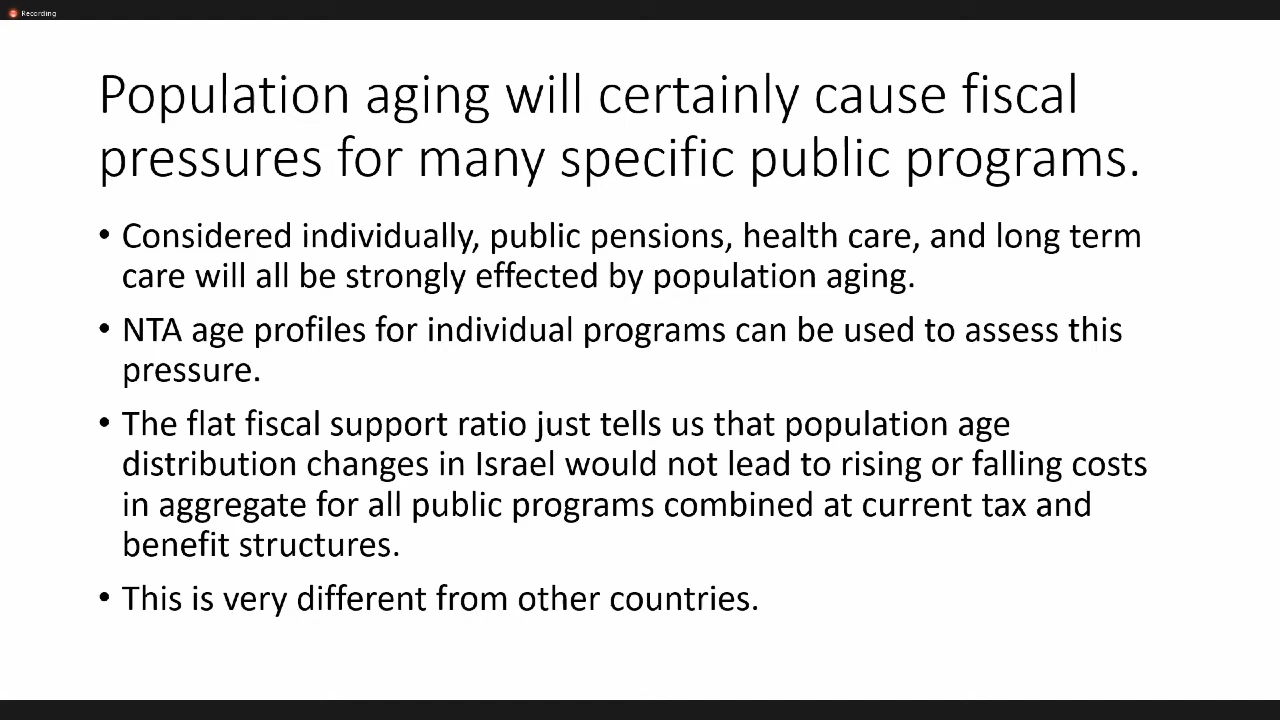 Recording
Population aging will certainly cause fiscal
pressures for many specific public programs.
• Considered individually, public pensions, health care, and long term
care will all be strongly effected by population aging.
• NTA age profiles for individual programs can be used to assess this
pressure.
• The flat fiscal support ratio just tells us that population age
distribution changes in Israel would not lead to rising or falling costs
in aggregate for all public programs combined at current tax and
benefit structures.
• This is very different from other countries.